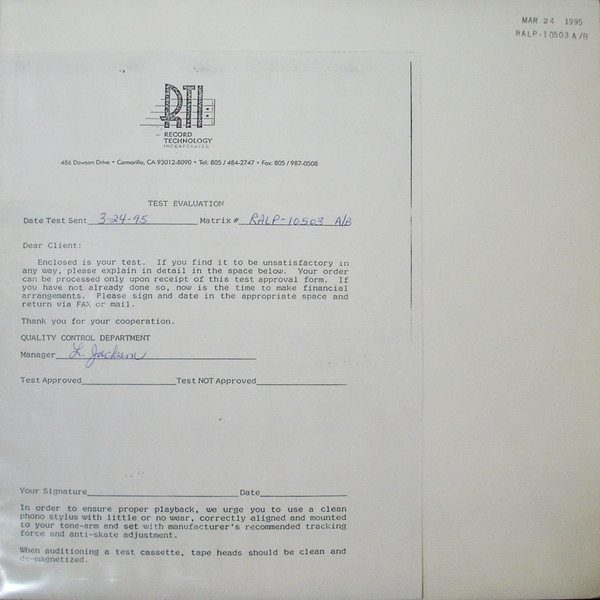 MAR 24 1995
RALP-10503 A/B
RTI
RECORD
TECHNOLOGY
INCORPORATED
486 Dawson Drive • Camarillo, CA 93012-8090 • Tel: 805 / 484-2747 • Fax: 805 / 987-0508
TEST EVALUATION
Date Test Sent 3-24-95 Matrix # RALP-10503 A/B
Dear Client:
Enclosed is your test. If you find it to be unsatisfactory in
any way, please explain in detail in the space below. Your order
can be processed only upon receipt of this test approval form. If
you have not already done so, now is the time to make financial
arrangements. Please sign and date in the appropriate space and
return via FAX or mail.
Thank you for your cooperation.
QUALITY CONTROL DEPARTMENT
Manager L. Jackson
Test Approved Test NOT Approved
Your Signature Date
In order to ensure proper playback, we urge you to use a clean
phono stylus with little or no wear, correctly aligned and mounted
to your tone-arm and set with manufacturer's recommended tracking
force and anti-skate adjustment.
When auditioning a test cassette, tape heads should be clean and
de-magnetized.